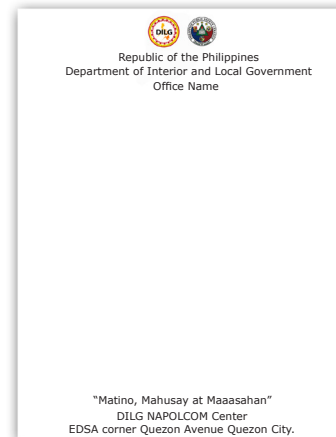 DILG
Republic of the Philippines
Department of Interior and Local Government
Office Name
“Matino, Mahusay at Maaasahan”
DILG NAPOLCOM Center
EDSA corner Quezon Avenue Quezon City.